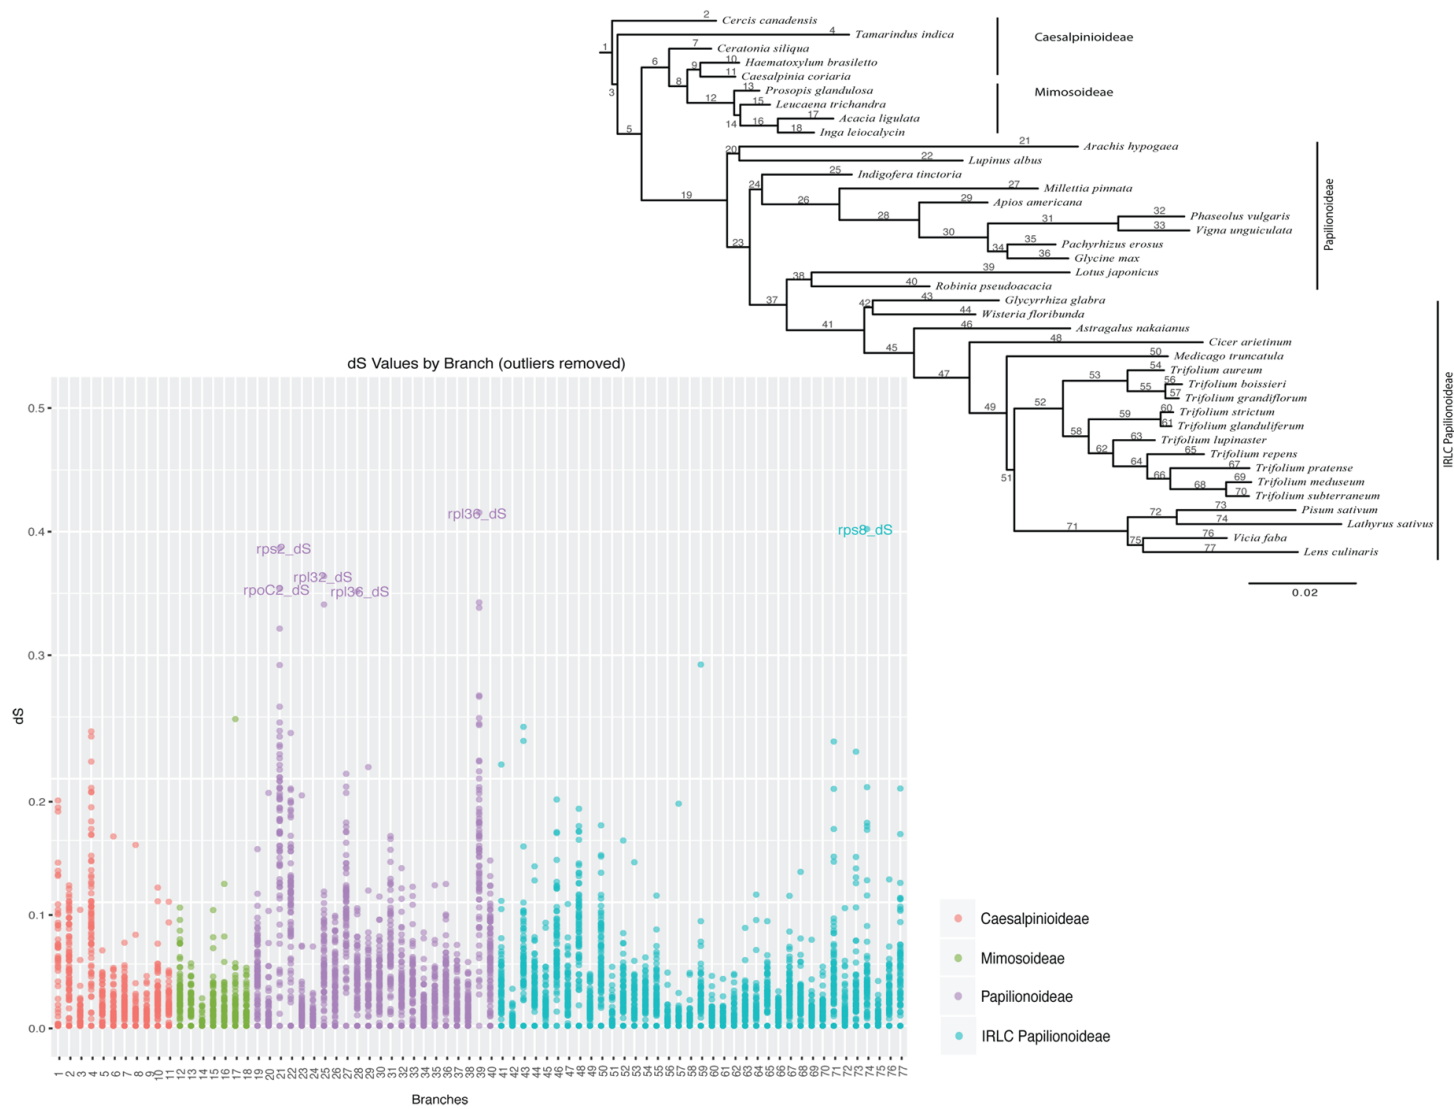 2
Cercis canadensis
4
Tamarindus indica
Caesalpinioideae
1
7
Ceratonia siliqua
6
9
10
Haematoxylum brasiletto
11
Caesalpinia coriaria
8
3
13
Prosopis glandulosa
Mimosoideae
12
15
Leucaena trichandra
17
Acacia ligulata
14
16
18
Inga leiocalycin
5
21
Arachis hypogaea
20
22
Lupinus albus
25
Indigofera tinctoria
24
27
Millettia pinnata
19
26
29
Apios americana
28
32
Phaseolus vulgaris
31
33
Vigna unguiculata
30
35
Pachyrhizus erosus
34
36
Glycine max
23
Papilionoideae
39
Lotus japonicus
38
40
Robinia pseudoacacia
37
43
Glycyrrhiza glabra
42
44
Wisteria floribunda
41
46
Astragalus nakaianus
45
48
Cicer arietinum
50
Medicago truncatula
47
54
Trifolium aureum
53
56
Trifolium boissieri
55
57
Trifolium grandiflorum
49
52
60
Trifolium strictum
59
61
Trifolium glanduliferum
58
63
Trifolium lupinaster
62
65
Trifolium repens
64
67
Trifolium pratense
66
69
Trifolium meduseum
68
70
Trifolium subterraneum
51
73
Pisum sativum
72
74
Lathyrus sativus
71
76
Vicia faba
75
77
Lens culinaris
IRLC Papilionoideae
0.02
dS Values by Branch (outliers removed)
0.5
0.4
0.3
0.2
0.1
0.0
dS
rpl36_dS
rps8_dS
rps2_dS
rpl32_dS
rpoC2_dS
rpl36_dS
1 2 3 4 5 6 7 8 9 10 11 12 13 14 15 16 17 18 19 20 21 22 23 24 25 26 27 28 29 30 31 32 33 34 35 36 37 38 39 40 41 42 43 44 45 46 47 48 49 50 51 52 53 54 55 56 57 58 59 60 61 62 63 64 65 66 67 68 69 70 71 72 73 74 75 76 77
Branches
Caesalpinioideae
Mimosoideae
Papilionoideae
IRLC Papilionoideae